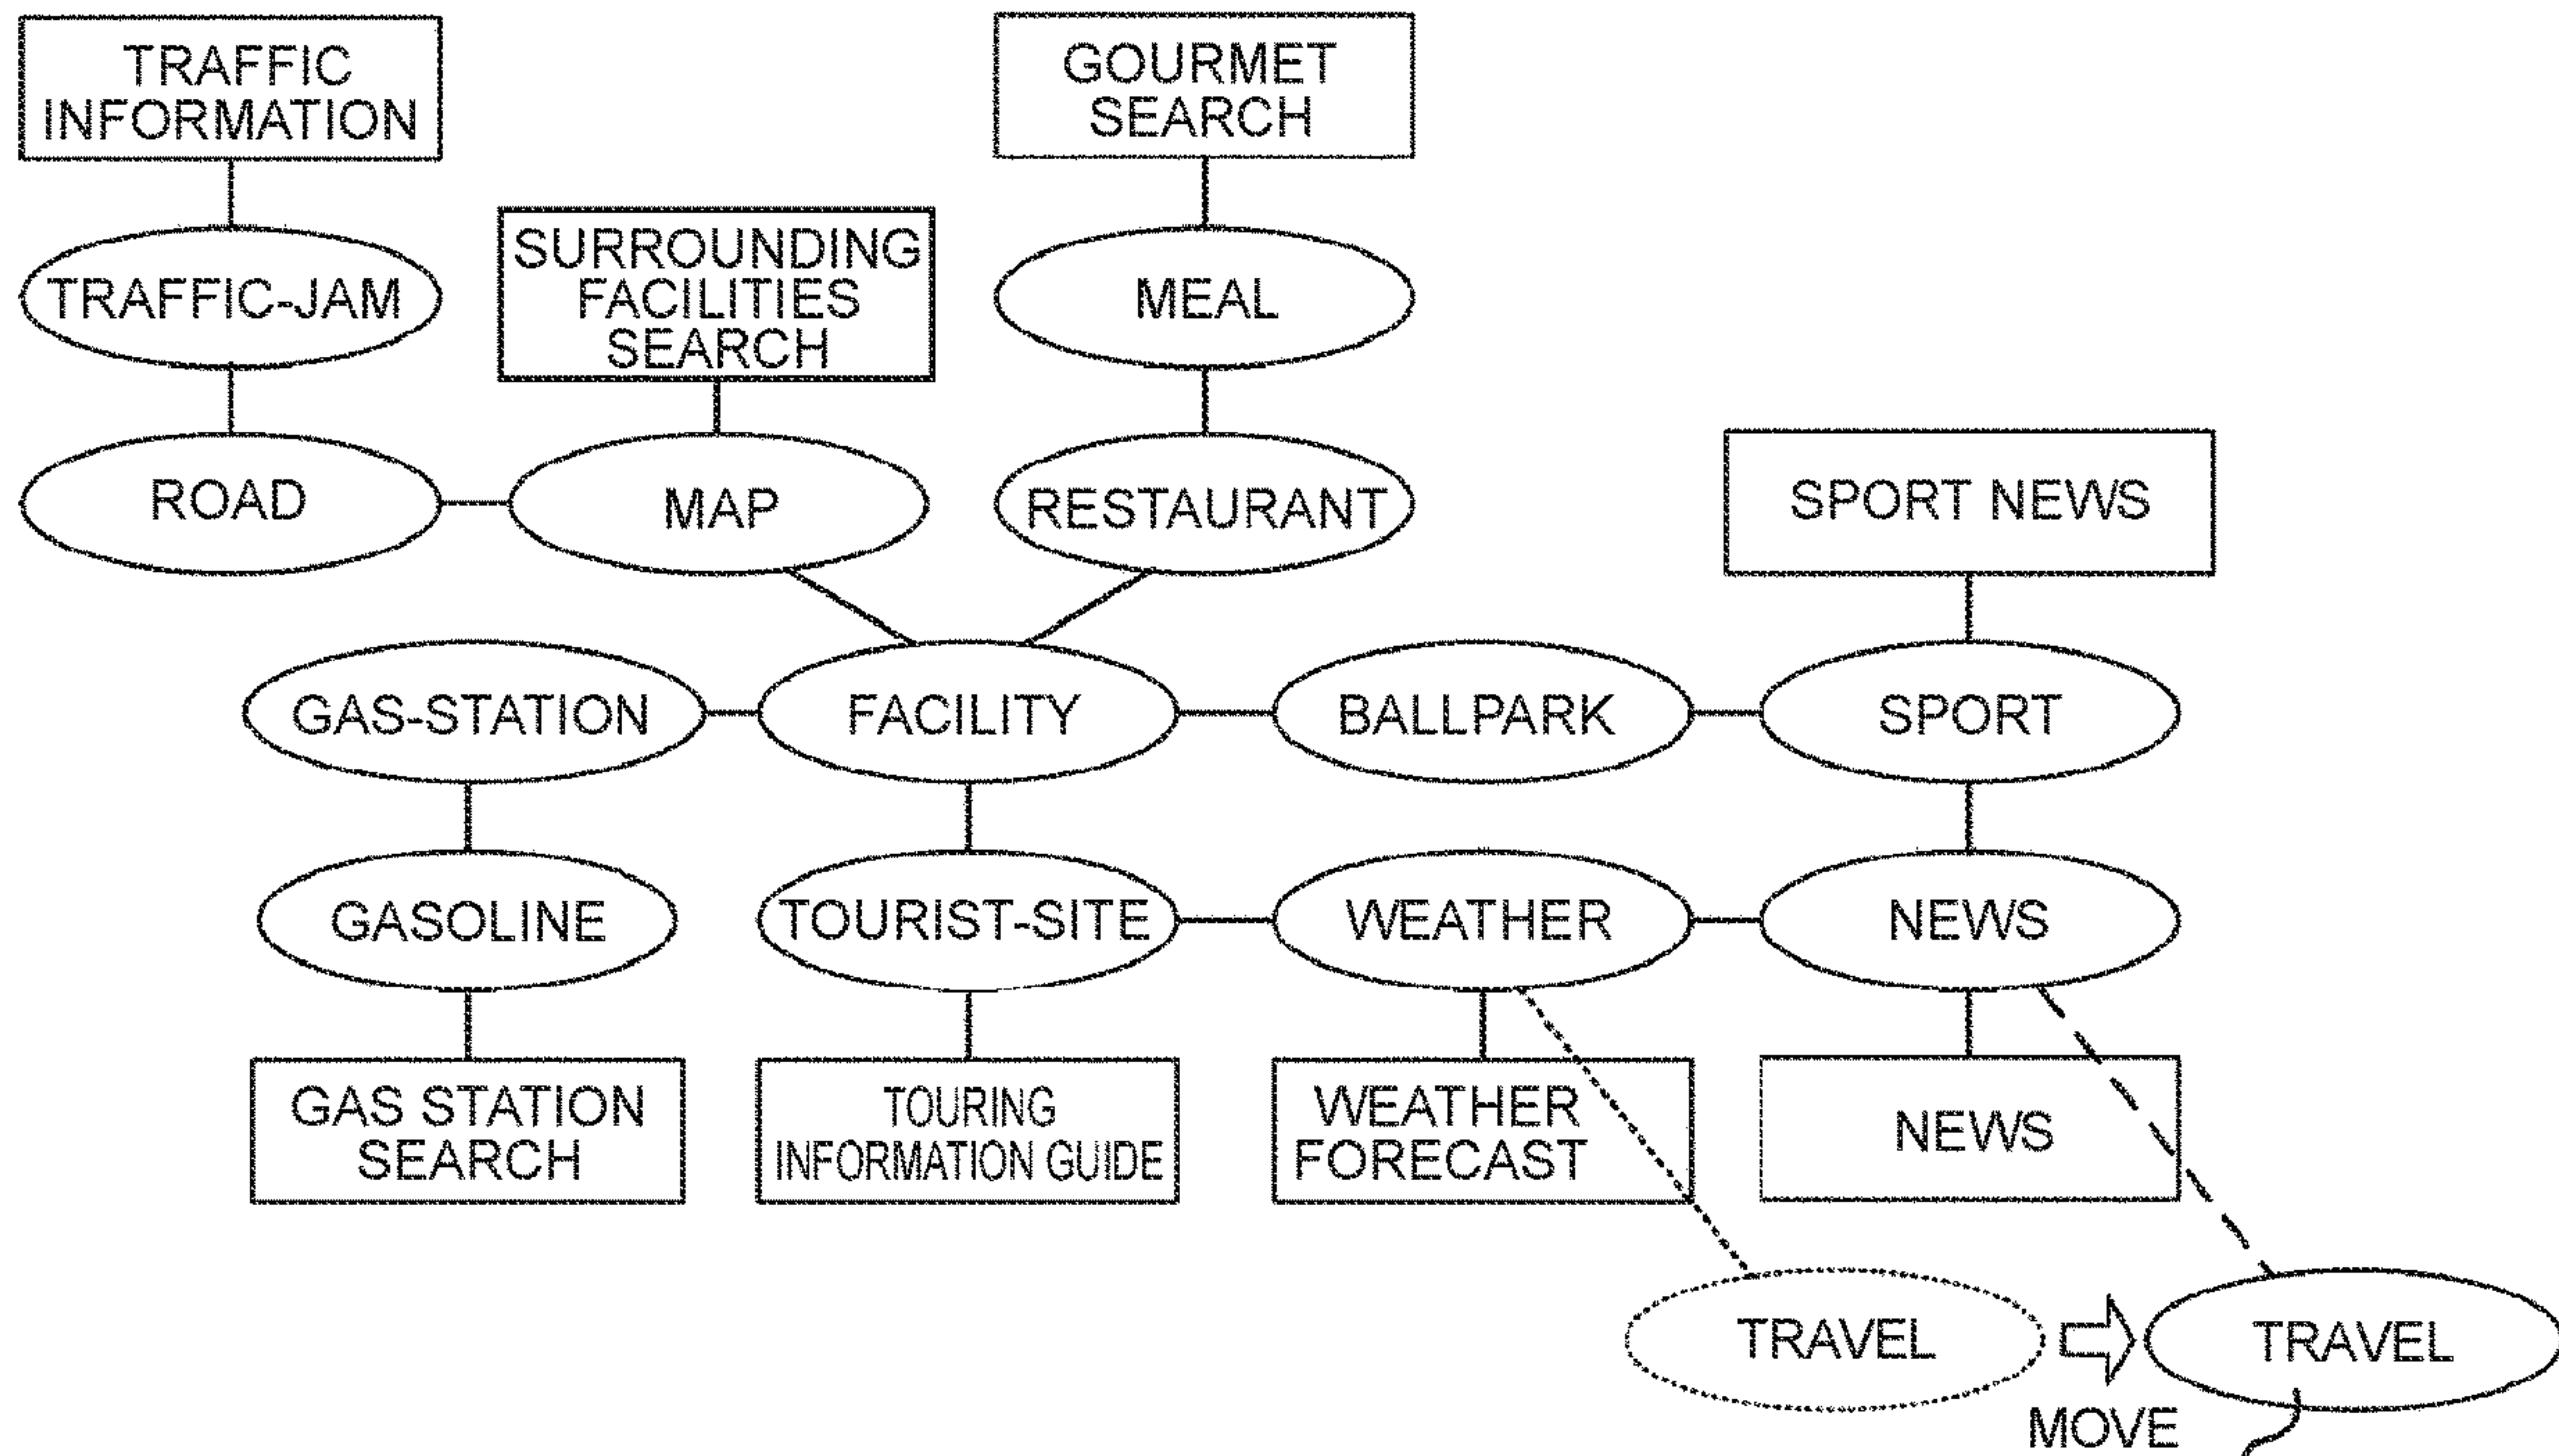 TRAFFIC
INFORMATION
GOURMET
SEARCH
SURROUNDING
FACILITIES
SEARCH
TRAFFIC-JAM
MEAL
ROAD
MAP
RESTAURANT
SPORT NEWS
GAS-STATION
FACILITY
BALLPARK
SPORT
GASOLINE
TOURIST-SITE
WEATHER
NEWS
GAS STATION
SEARCH
TOURING
INFORMATION GUIDE
WEATHER
FORECAST
NEWS
TRAVEL
TRAVEL
MOVE